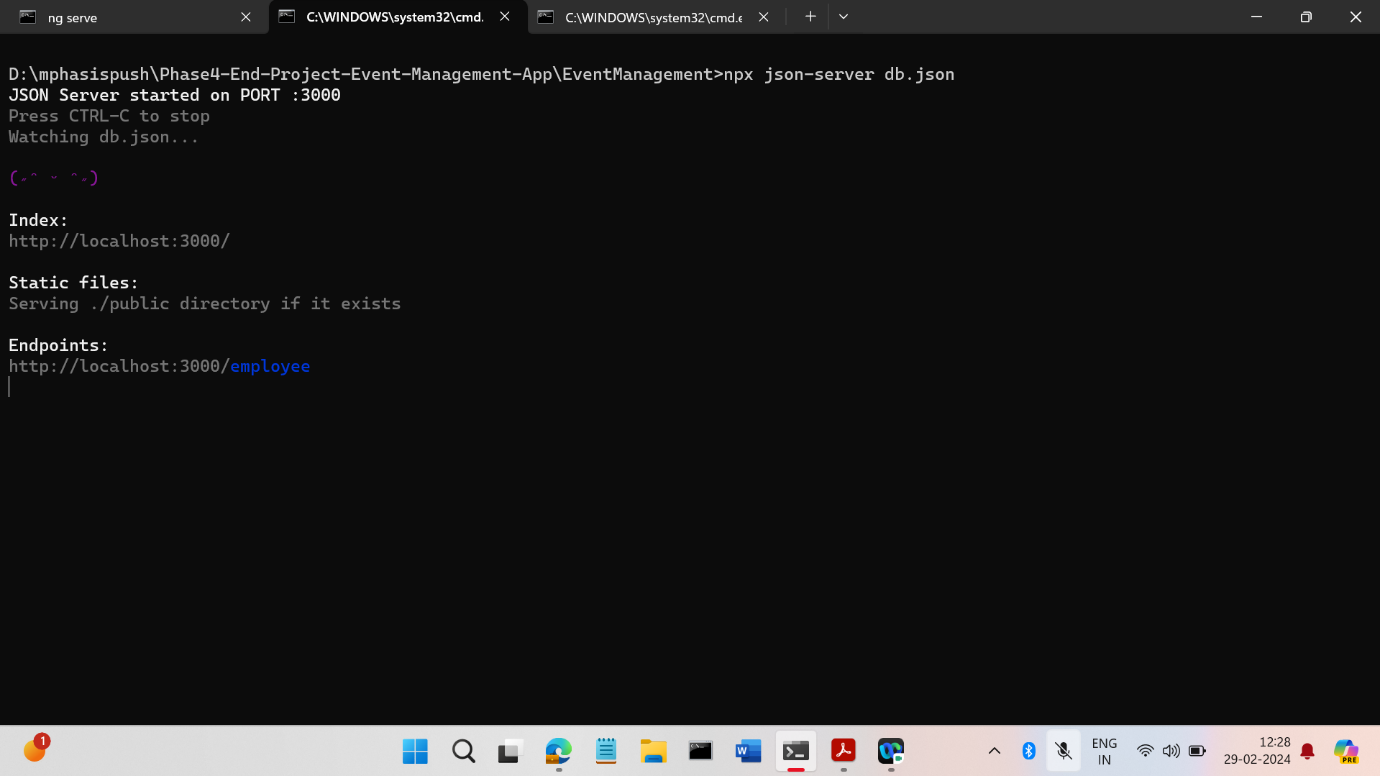 ng serve
C:\WINDOWS\system32\cmd.
C:\WINDOWS\system32\cmd.e
D:\mphasispush\Phase4-End-Project-Event-Management-App\EventManagement>npx json-server db.json
JSON Server started on PORT :3000
Press CTRL-C to stop
Watching db.json...
(˶ᵔ ᵕ ᵔ˶)
Index:
http://localhost:3000/
Static files:
Serving ./public directory if it exists
Endpoints:
http://localhost:3000/employee
1
ENG
IN
12:28
29-02-2024
PRE